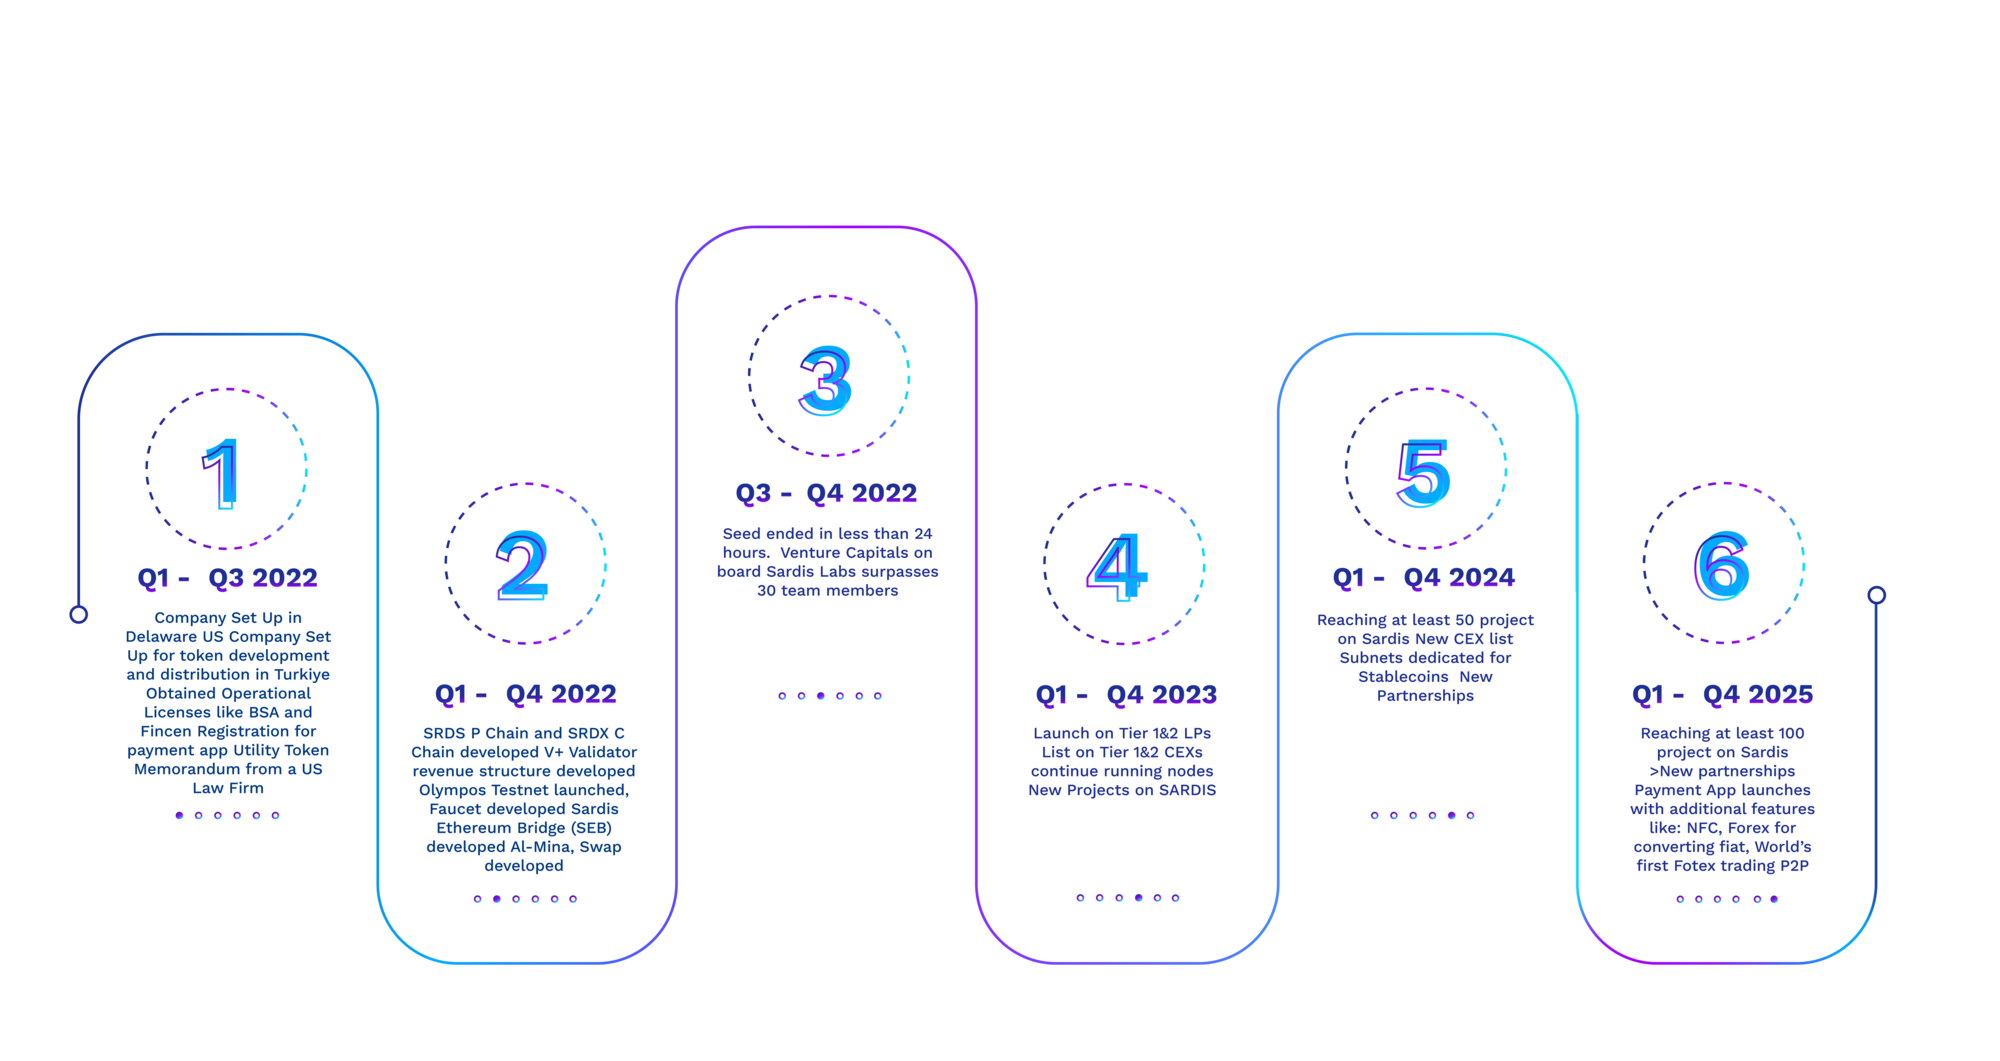 1
Q1 - Q3 2022
Company Set Up in
Delaware US Company Set
Up for token development
and distribution in Turkiye
Obtained Operational
Licenses like BSA and
Fincen Registration for
payment app Utility Token
Memorandum from a US
Law Firm
2
Q1 - Q4 2022
SRDS P Chain and SRDX C
Chain developed V+ Validator
revenue structure developed
Olympos Testnet launched,
Faucet developed Sardis
Ethereum Bridge (SEB)
developed Al-Mina, Swap
developed
3
Q3 - Q4 2022
Seed ended in less than 24
hours. Venture Capitals on
board Sardis Labs surpasses
30 team members
4
Q1 - Q4 2023
Launch on Tier 1&2 LPs
List on Tier 1&2 CEXs
continue running nodes
New Projects on SARDIS
5
Q1 - Q4 2024
Reaching at least 50 project
on Sardis New CEX list
Subnets dedicated for
Stablecoins New
Partnerships
6
Q1 - Q4 2025
Reaching at least 100
project on Sardis
>New partnerships
Payment App launches
with additional features
like: NFC, Forex for
converting fiat, World's
first Fotex trading P2P